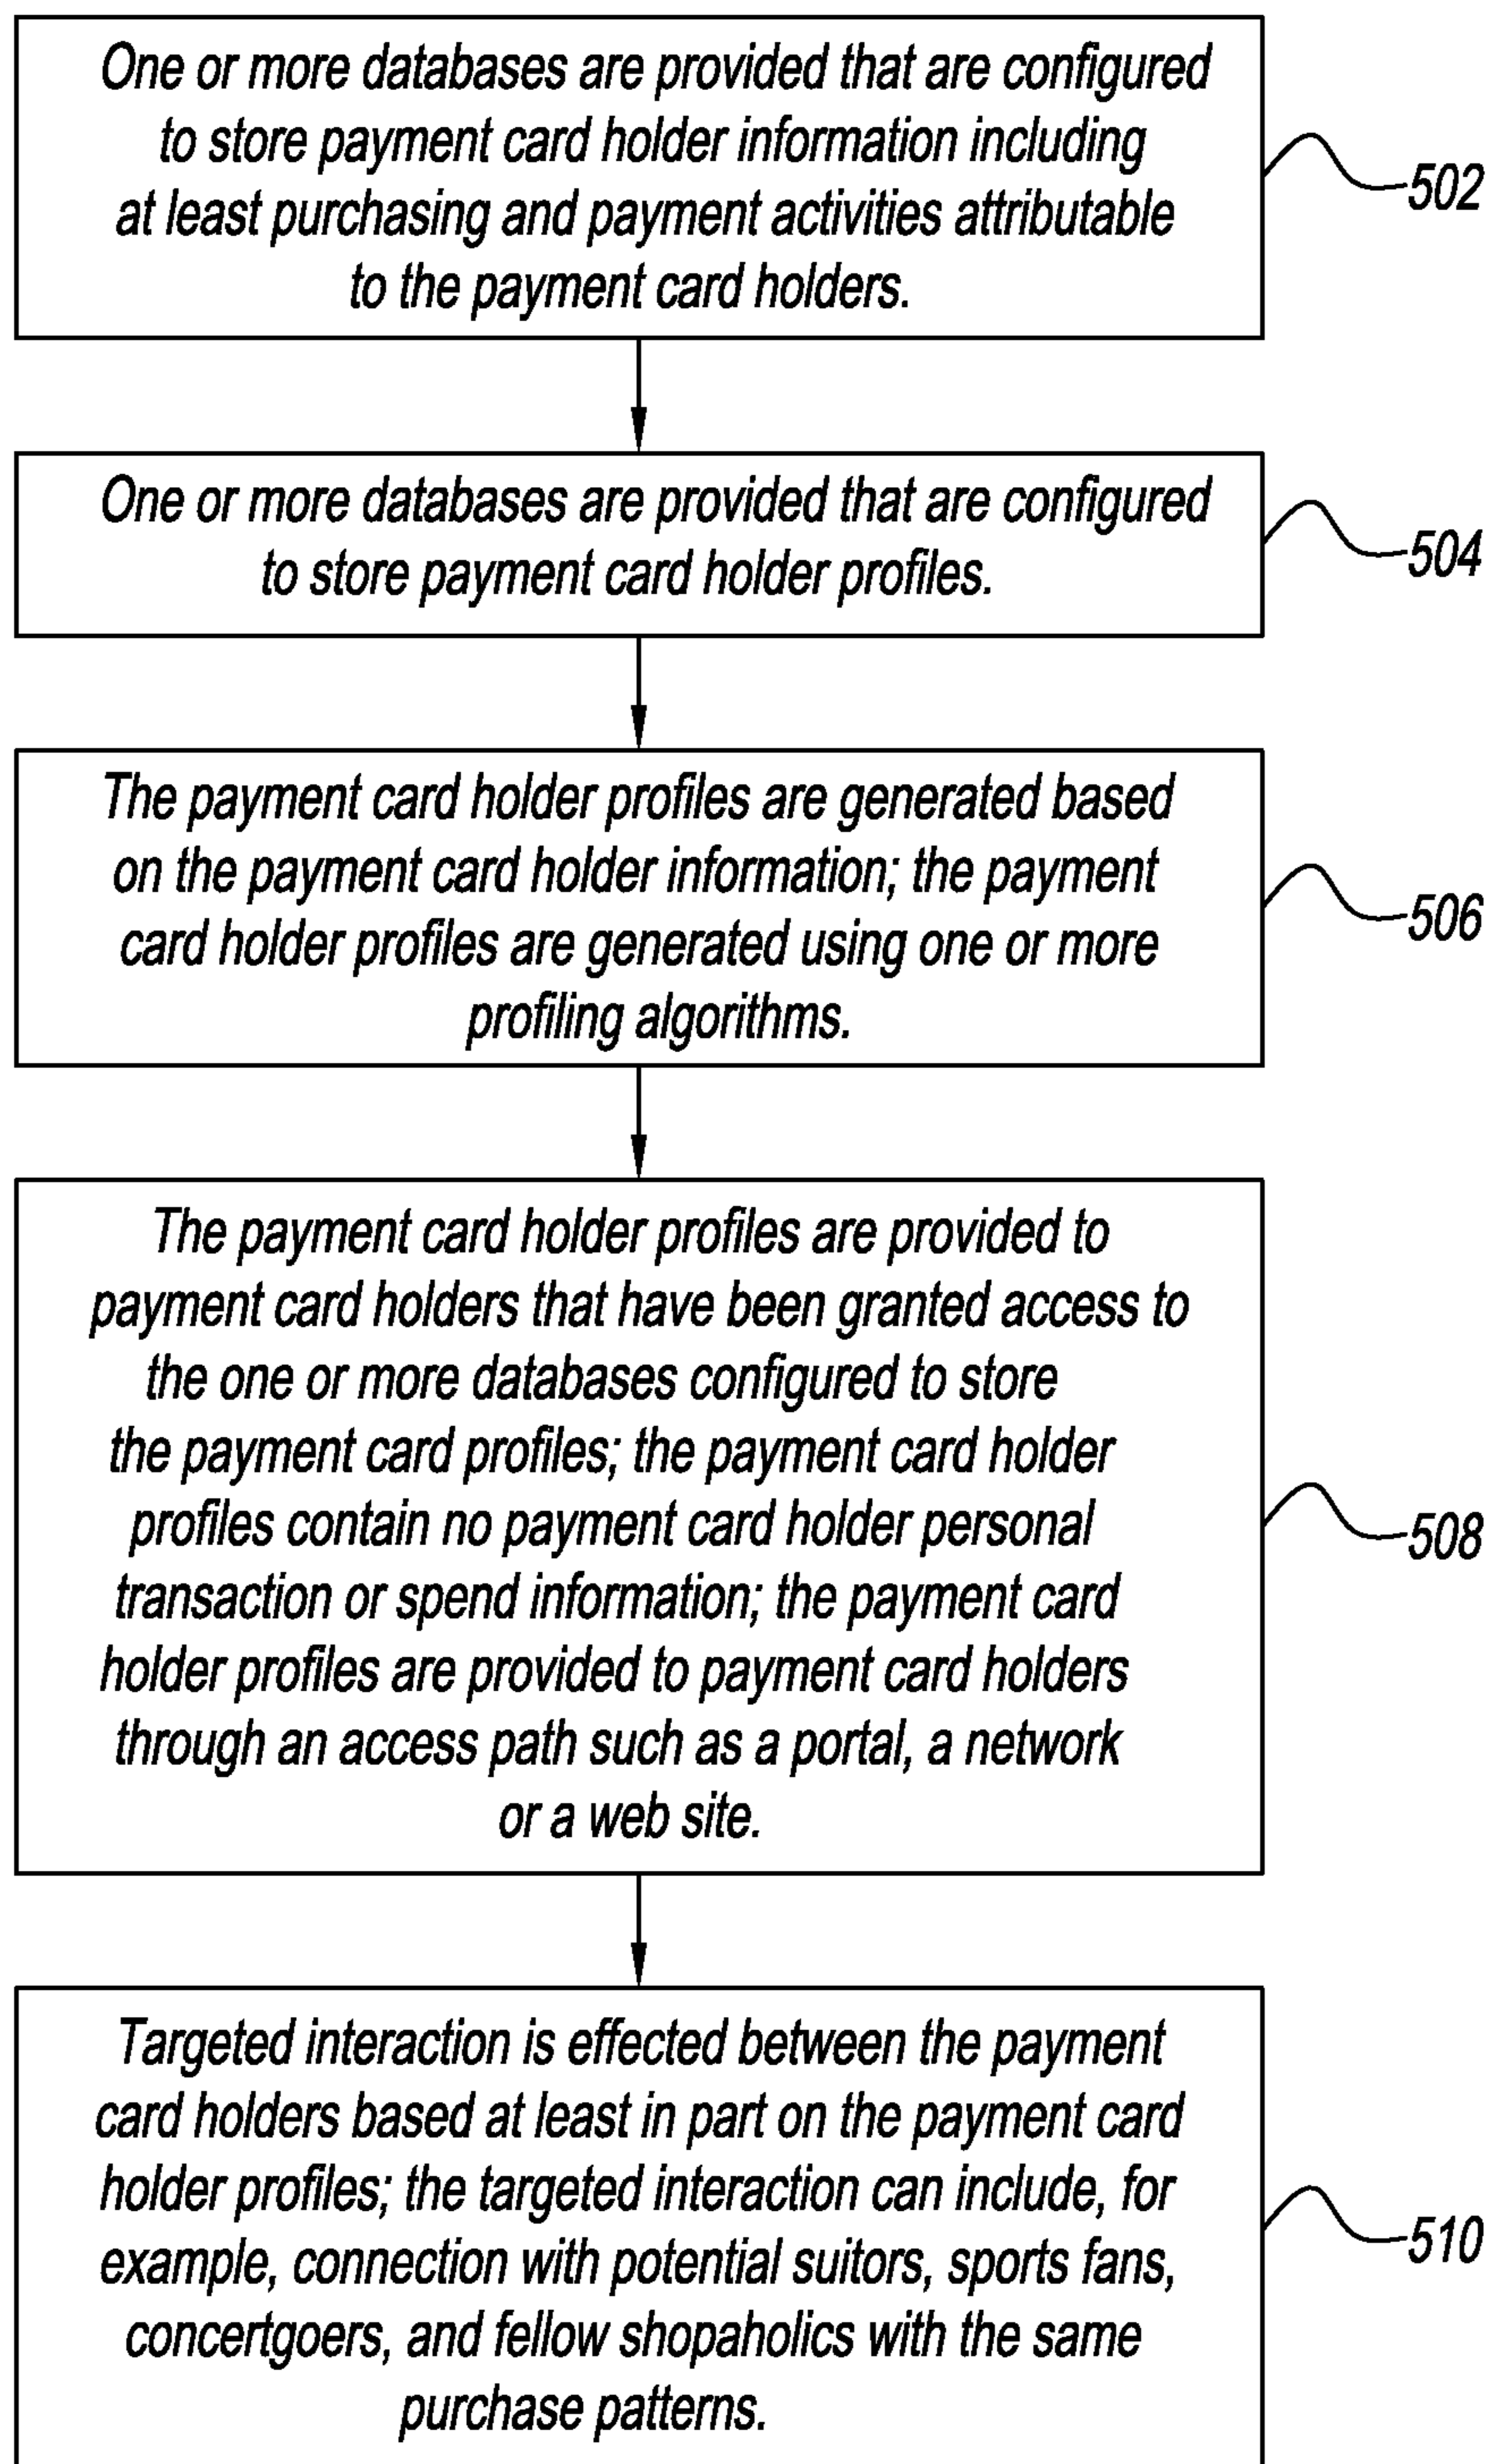 One or more databases are provided that are configured
to store payment card holder information including
at least purchasing and payment activities attributable
to the payment card holders.
502
One or more databases are provided that are configured
to store payment card holder profiles.
504
The payment card holder profiles are generated based
on the payment card holder information; the payment
card holder profiles are generated using one or more
profiling algorithms.
506
The payment card holder profiles are provided to
payment card holders that have been granted access to
the one or more databases configured to store
the payment card profiles; the payment card holder
profiles contain no payment card holder personal
transaction or spend information; the payment card
holder profiles are provided to payment card holders
through an access path such as a portal, a network
or a web site.
508
Targeted interaction is effected between the payment
card holders based at least in part on the payment card
holder profiles; the targeted interaction can include, for
example, connection with potential suitors, sports fans,
concertgoers, and fellow shopaholics with the same
purchase patterns.
510